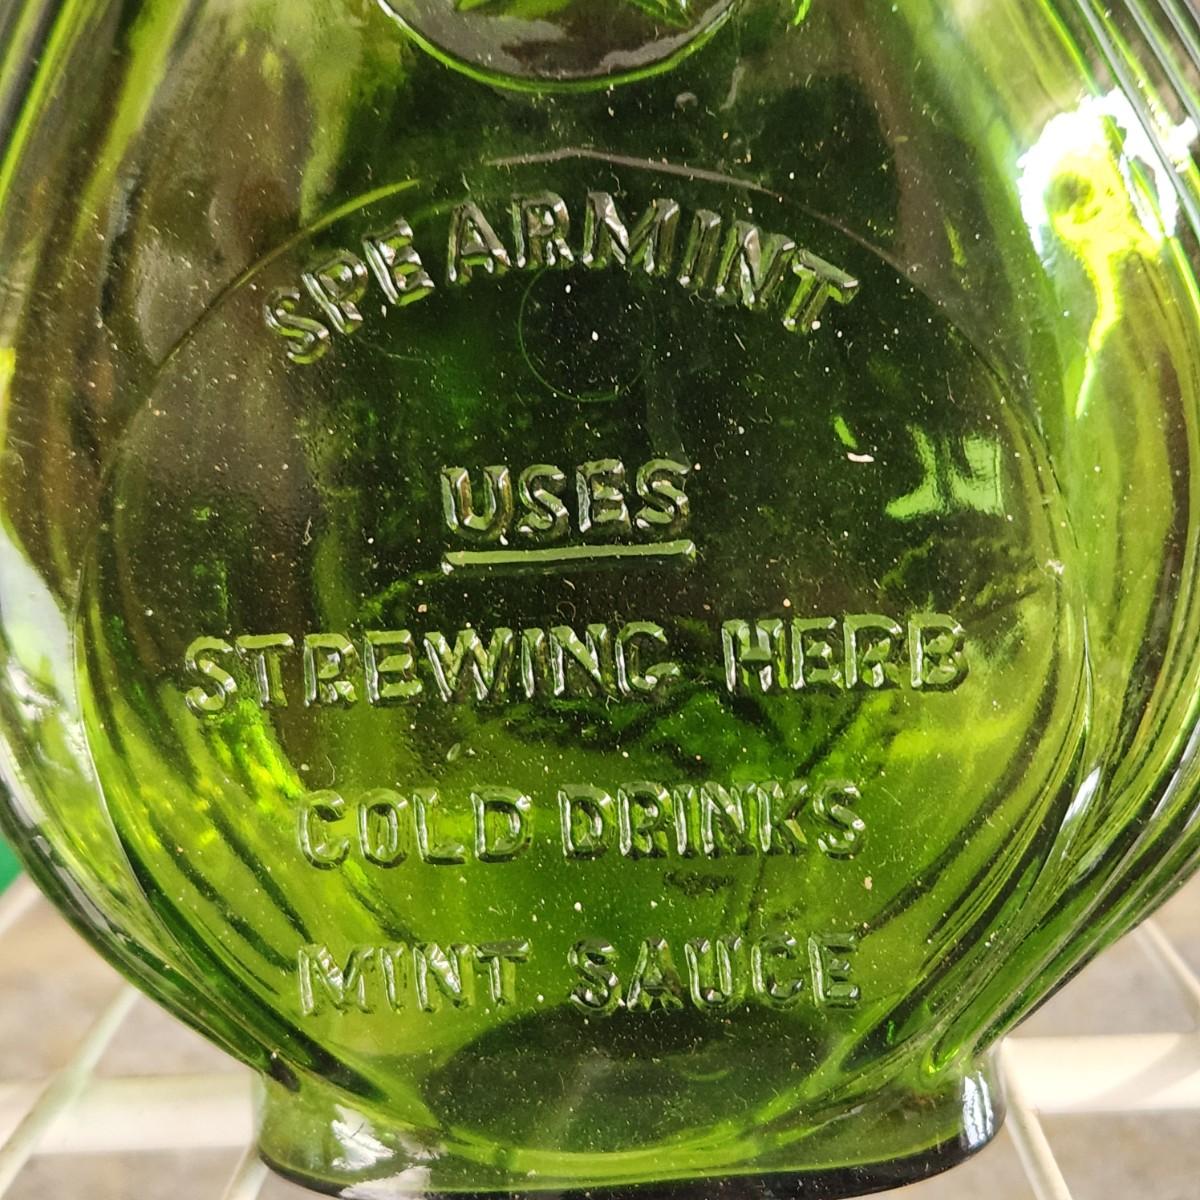 SPEARMINT
USES
STREWING HERB
COLD DRINKS
MINT SAUCE